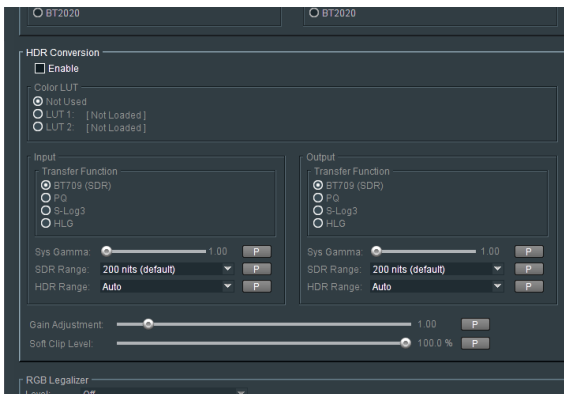 BT2020 BT2020
HDR Conversion
Enable
Color LUT
Not Used
LUT 1: [ Not Loaded ]
LUT 2: [ Not Loaded ]
Input
Transfer Function
BT709 (SDR)
PQ
S-Log3
HLG
Sys Gamma: 1.00 P
SDR Range: 200 nits (default) P
HDR Range: Auto P
Output
Transfer Function
BT709 (SDR)
PQ
S-Log3
HLG
Sys Gamma: 1.00 P
SDR Range: 200 nits (default) P
HDR Range: Auto P
Gain Adjustment: 1.00 P
Soft Clip Level: 100.0 % P
RGB Legalizer
Level: Off